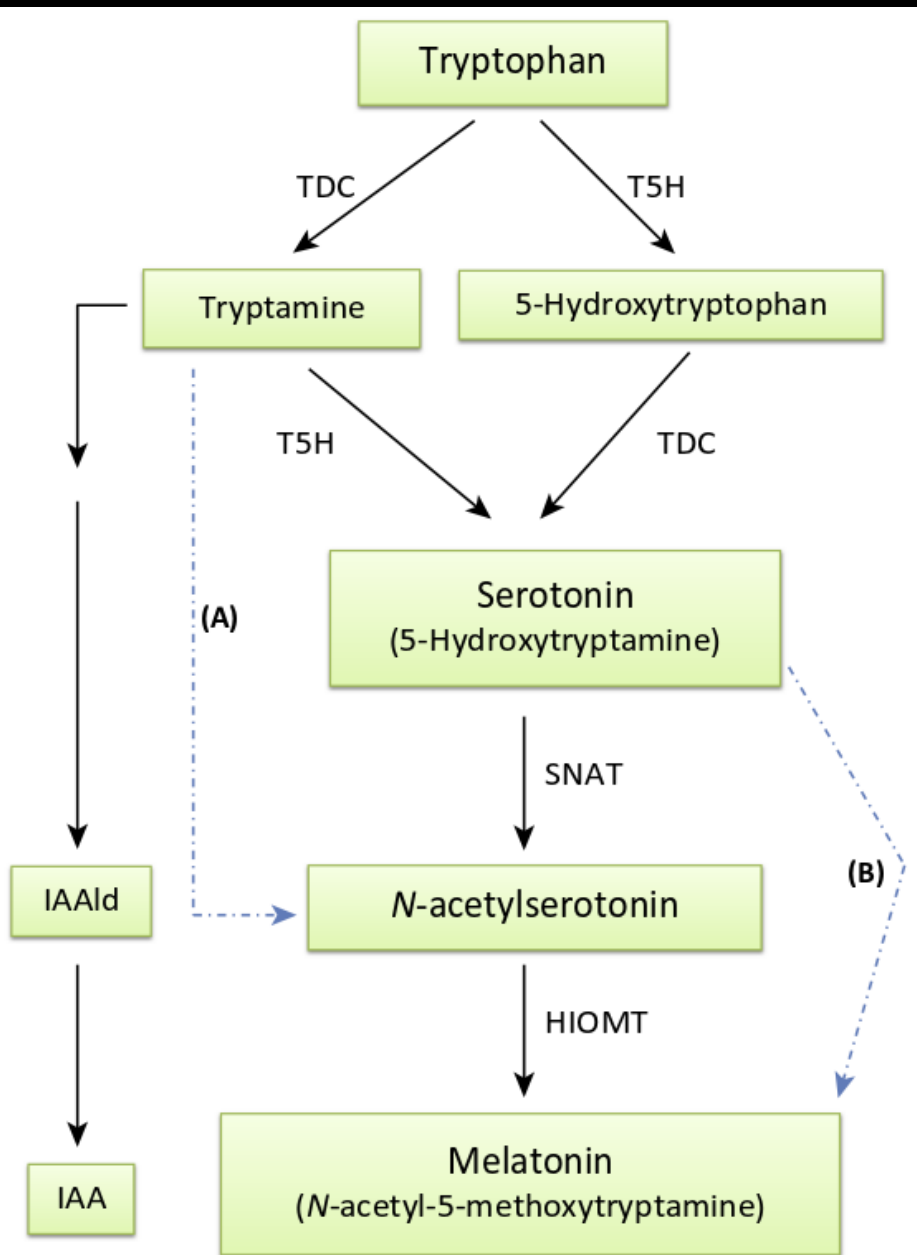 Tryptophan
TDC
T5H
Tryptamine
5-Hydroxytryptophan
T5H
TDC
Serotonin
(5-Hydroxytryptamine)
(A)
SNAT
(B)
IAAld
N-acetylserotonin
HIOMT
Melatonin
(N-acetyl-5-methoxytryptamine)
IAA